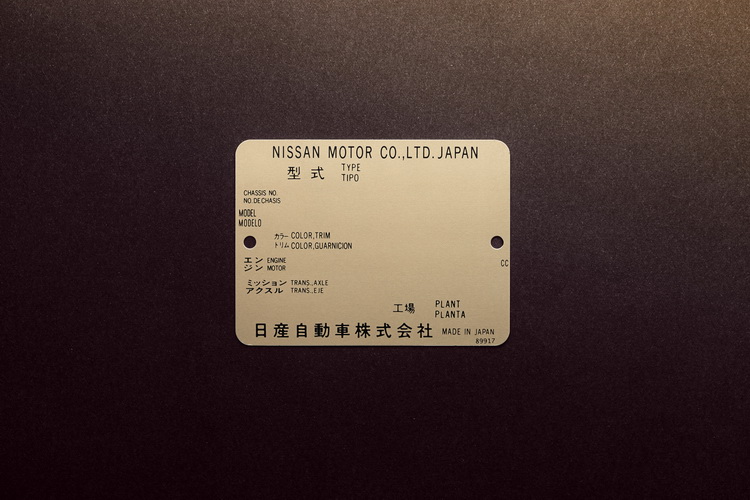 NISSAN MOTOR CO.,LTD.JAPAN
型式 TYPE
TIPO
CHASSIS NO.
NO.DECHASIS
MODEL
MODELO
カラー COLOR,TRIM
トリム COLOR,GUARNICION
エン ENGINE
ジン MOTOR
CC
ミッション TRANS.,AXLE
アクスル TRANS.,EJE
工場 PLANT
PLANTA
日産自動車株式会社 MADE IN JAPAN
89917